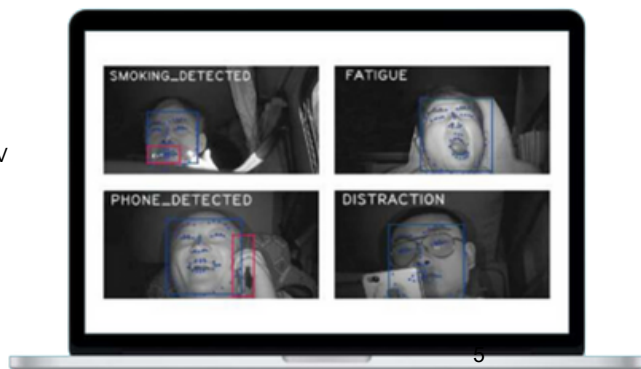 SMOKING_DETECTED
FATIGUE
V
PHONE_DETECTED
DISTRACTION
5